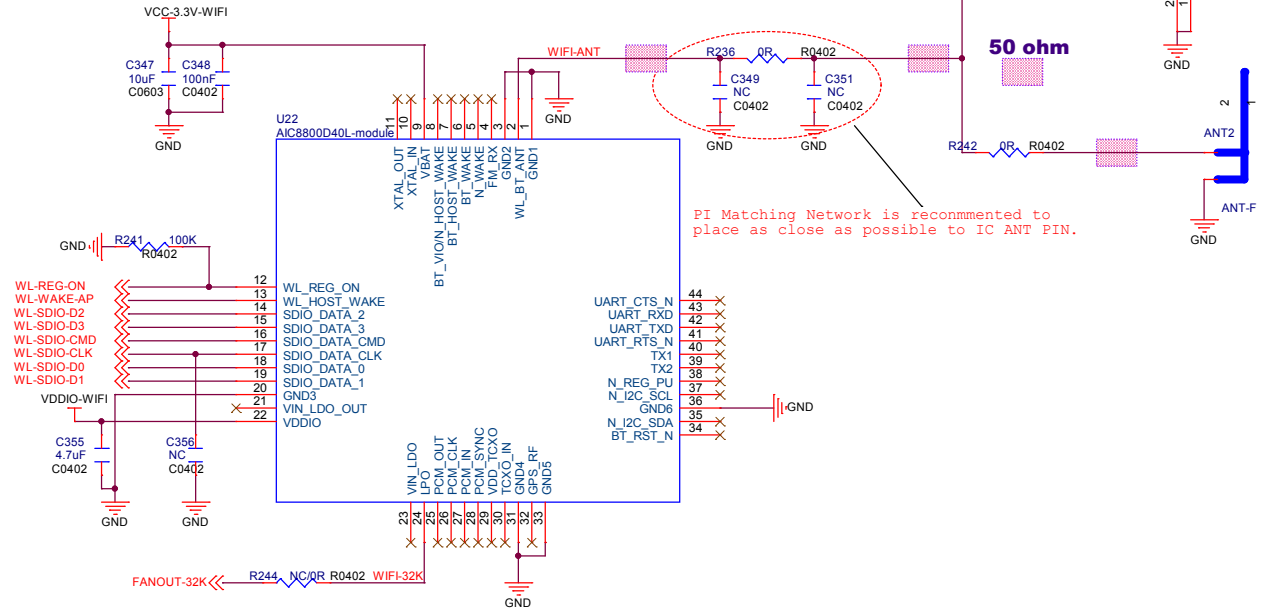 VCC-3.3V-WIFI
C347
10uF
C0603
C348
100nF
C0402
GND
WIFI-ANT
R236
0R
R0402
C349
NC
C0402
C351
NC
C0402
GND
GND
GND
50 ohm
2
1
GND
2
1
ANT2
R242
0R
R0402
ANT-F
GND
PI Matching Network is reconmmented to
place as close as possible to IC ANT PIN.
U22
AIC8800D40L-module
11
10
9
8
7
6
5
4
3
2
1
XTAL_OUT
XTAL_IN
VBAT
BT_VIO/N_HOST_WAKE
BT_HOST_WAKE
BT_WAKE
N_WAKE
FM_RX
GND2
WL_BT_ANT
GND1
GND
R241
100K
R0402
WL-REG-ON
12
WL_REG_ON
WL-WAKE-AP
13
WL_HOST_WAKE
WL-SDIO-D2
14
SDIO_DATA_2
WL-SDIO-D3
15
SDIO_DATA_3
WL-SDIO-CMD
16
SDIO_DATA_CMD
WL-SDIO-CLK
17
SDIO_DATA_CLK
WL-SDIO-D0
18
SDIO_DATA_0
WL-SDIO-D1
19
SDIO_DATA_1
20
GND3
21
VIN_LDO_OUT
VDDIO-WIFI
22
VDDIO
C355
4.7uF
C0402
C356
NC
C0402
GND
GND
UART_CTS_N
44
UART_RXD
43
UART_TXD
42
UART_RTS_N
41
TX1
40
TX2
39
N_REG_PU
38
N_I2C_SCL
37
GND6
36
GND
N_I2C_SDA
35
BT_RST_N
34
VIN_LDO
LPO
PCM_OUT
PCM_CLK
PCM_IN
PCM_SYNC
VDD_TCXO
TCXO_IN
GND4
GPS_RF
GND5
23
24
25
26
27
28
29
30
31
32
33
FANOUT-32K
R244
NC/0R
R0402
WIFI-32K
GND